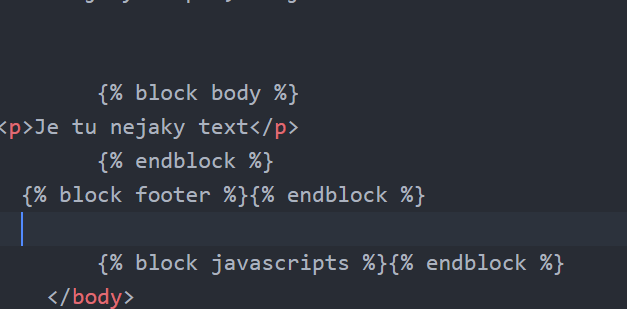 {% block body %}
<p>Je tu nejaky text</p>
{% endblock %}
{% block footer %}{% endblock %}
{% block javascripts %}{% endblock %}
</body>